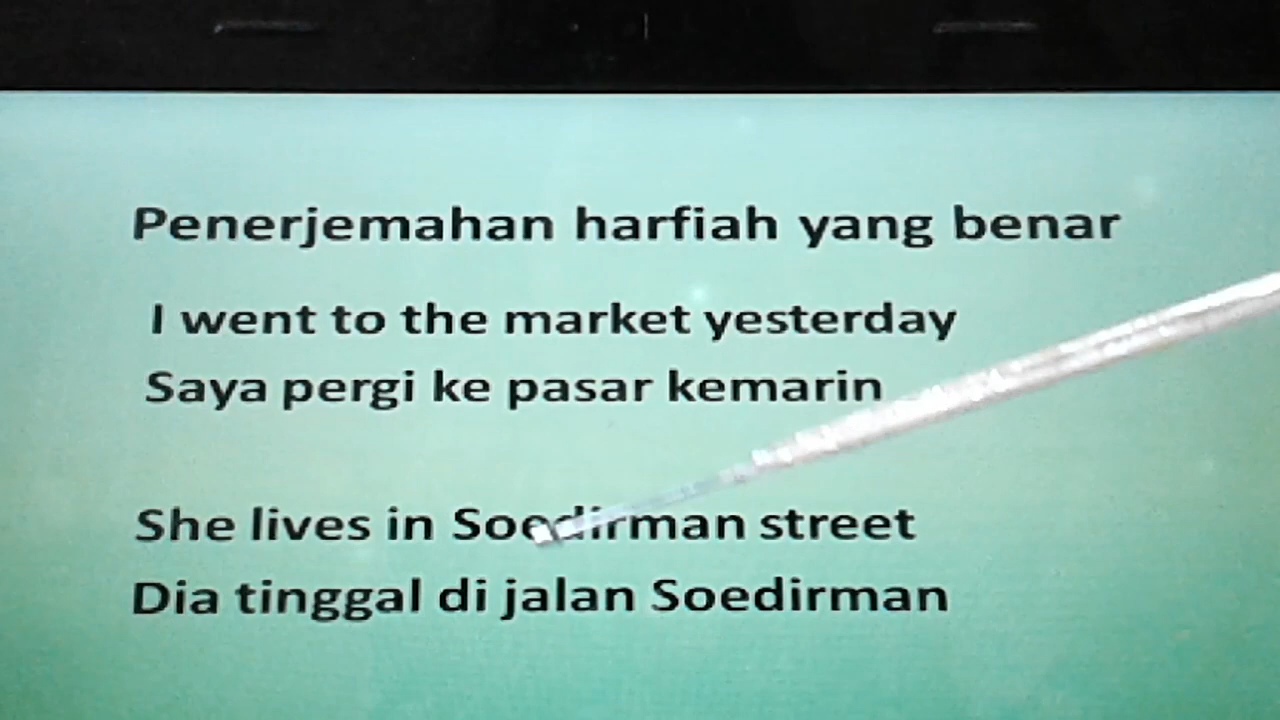 Penerjemahan harfiah yang benar
I went to the market yesterday
Saya pergi ke pasar kemarin
She lives in Soedirman street
Dia tinggal di jalan Soedirman